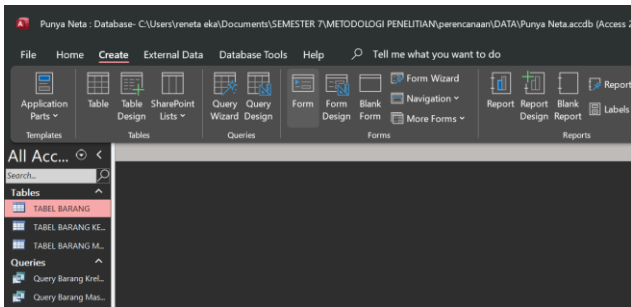 Punya Neta : Database- C:\Users\reneta eka\Documents\SEMESTER 7\METODOLOGI PENELITIAN\perencanaan\DATA\Punya Neta.accdb (Access 2
File Home Create External Data Database Tools Help Tell me what you want to do
Application Parts
Table
Table Design
SharePoint Lists
Query Wizard
Query Design
Form
Form Design
Blank Form
Form Wizard
Navigation
More Forms
Report
Report Design
Blank Report
Report
Labels
Templates Tables Queries Forms Reports
All Acc...
Search...
Tables
TABEL BARANG
TABEL BARANG KE...
TABEL BARANG M...
Queries
Query Barang Krel...
Query Barang Mas...